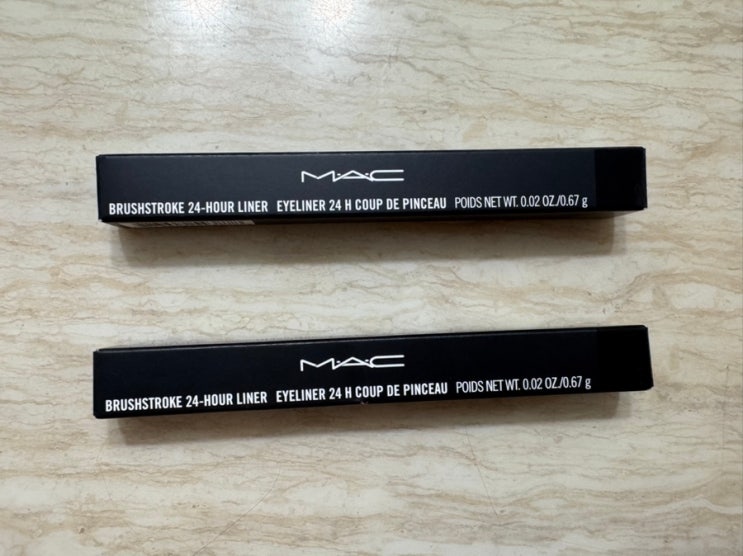 M·A·C
BRUSHSTROKE 24-HOUR LINER EYELINER 24 H COUP DE PINCEAU POIDS NET WT. 0.02 OZ./0.67 g
M·A·C
BRUSHSTROKE 24-HOUR LINER EYELINER 24 H COUP DE PINCEAU POIDS NET WT. 0.02 OZ./0.67 g